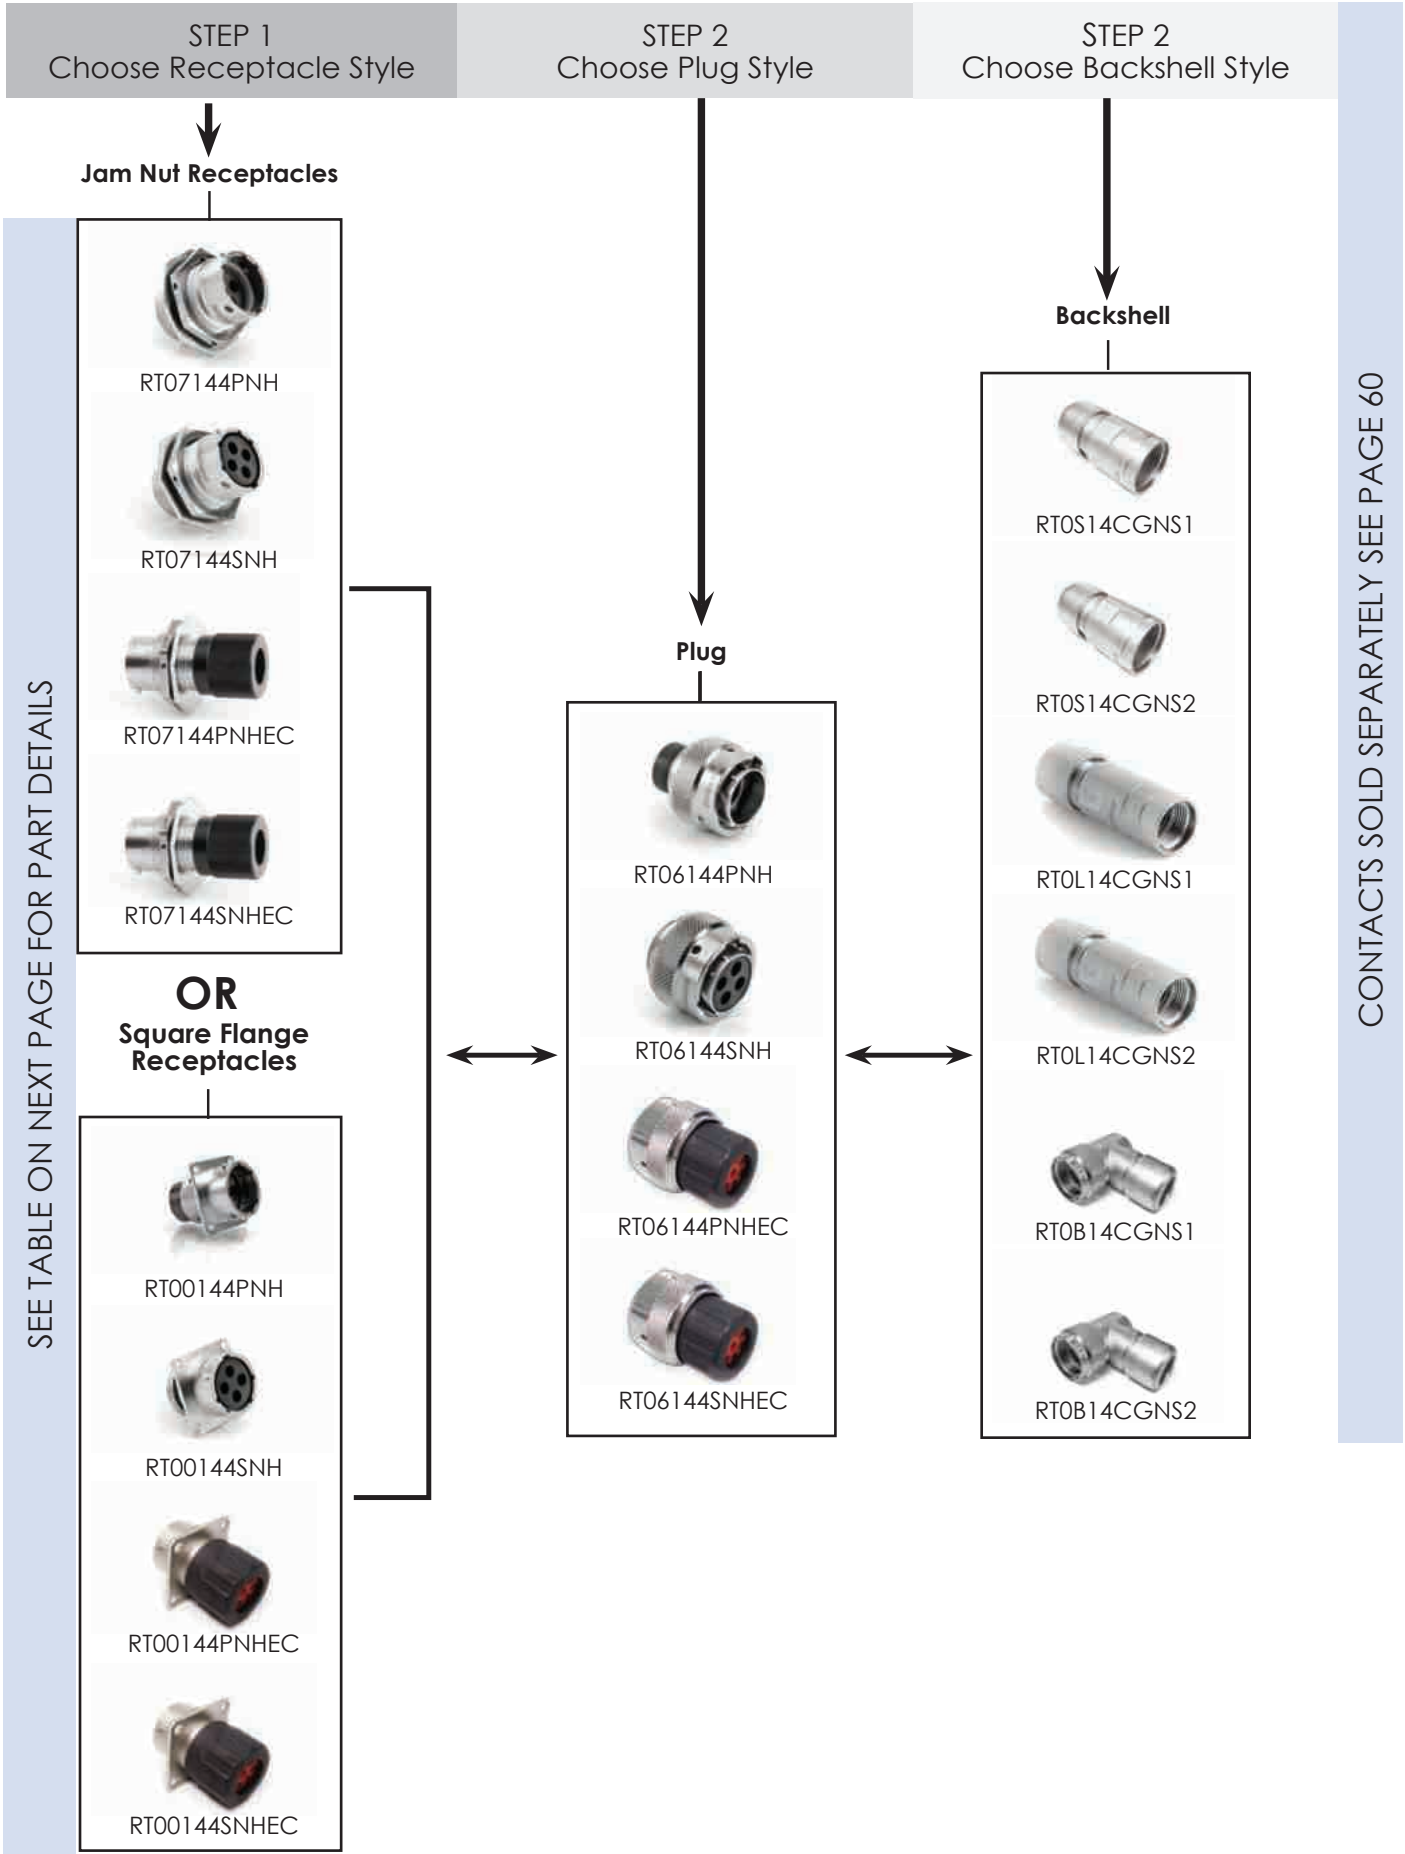 STEP 1
Choose Receptacle Style
STEP 2
Choose Plug Style
STEP 2
Choose Backshell Style
Jam Nut Receptacles
RT07144PNH
RT07144SNH
RT07144PNHEC
RT07144SNHEC
OR
Square Flange
Receptacles
RT00144PNH
RT00144SNH
RT00144PNHEC
RT00144SNHEC
Plug
RT06144PNH
RT06144SNH
RT06144PNHEC
RT06144SNHEC
Backshell
RT0S14CGNS1
RT0S14CGNS2
RT0L14CGNS1
RT0L14CGNS2
RT0B14CGNS1
RT0B14CGNS2
SEE TABLE ON NEXT PAGE FOR PART DETAILS
CONTACTS SOLD SEPARATELY SEE PAGE 60